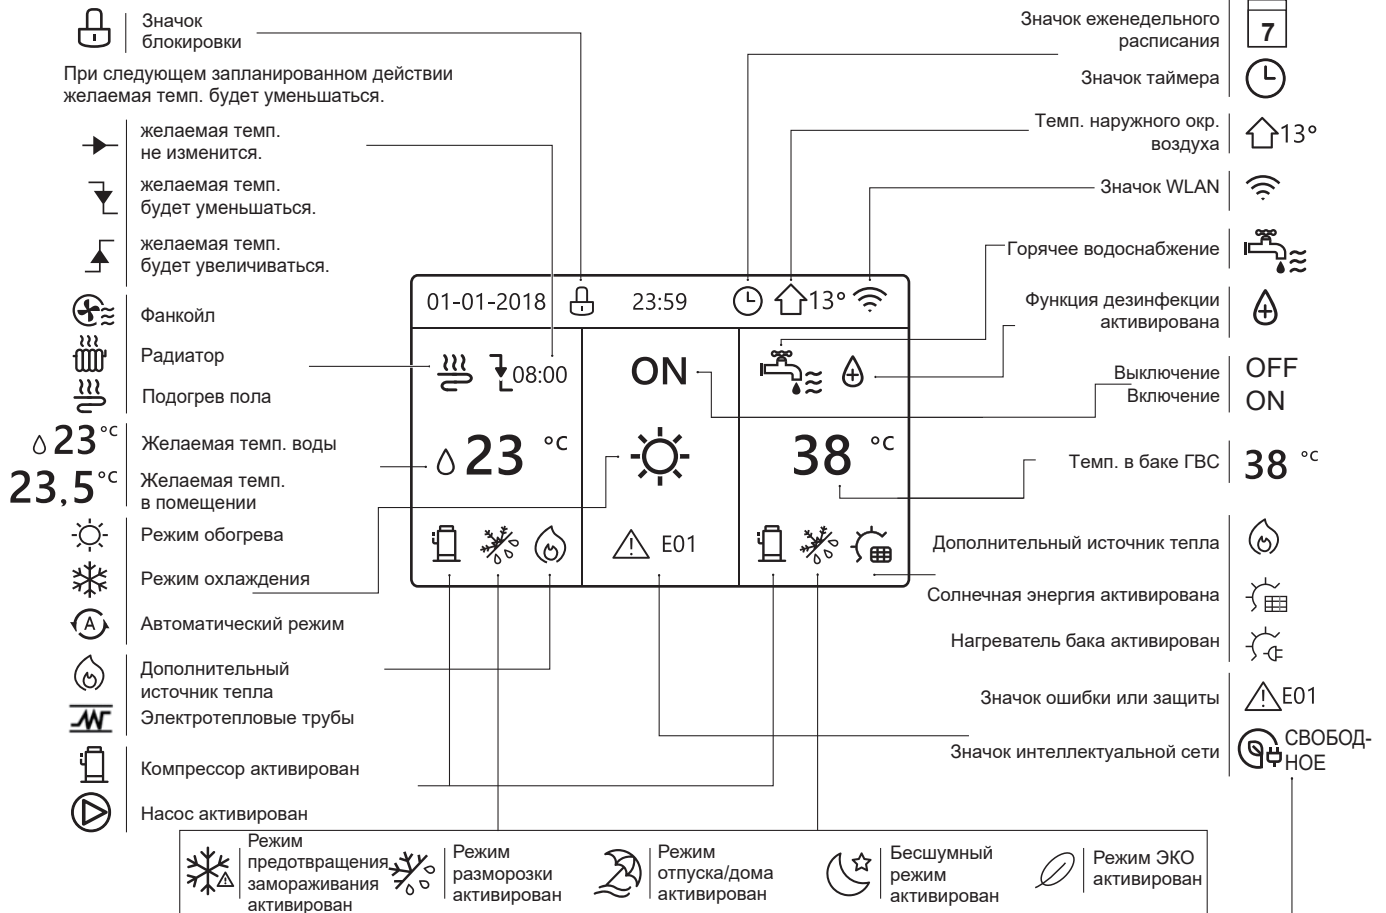 Значок
блокировки
При следующем запланированном действии
желаемая темп. будет уменьшаться.
желаемая темп.
не изменится.
желаемая темп.
будет уменьшаться.
желаемая темп.
будет увеличиваться.
Фанкойл
Радиатор
Подогрев пола
23°C
Желаемая темп. воды
23,5°C
Желаемая темп.
в помещении
Режим обогрева
Режим охлаждения
A
Автоматический режим
Дополнительный
источник тепла
Электротепловые трубы
Компрессор активирован
Насос активирован
01-01-2018 23:59 13°
08:00 ON
23 °C 38 °C
E01
Значок еженедельного
расписания
7
Значок таймера
Темп. наружного окр.
воздуха
13°
Значок WLAN
Горячее водоснабжение
Функция дезинфекции
активирована
Выключение OFF
Включение ON
Темп. в баке ГВС 38 °C
Дополнительный источник тепла
Солнечная энергия активирована
Нагреватель бака активирован
Значок ошибки или защиты E01
Значок интеллектуальной сети
СВОБОД-
НОЕ
Режим
предотвращения
замораживания
активирован
Режим
разморозки
активирован
Режим
отпуска/дома
активирован
Бесшумный
режим
активирован
Режим ЭКО
активирован